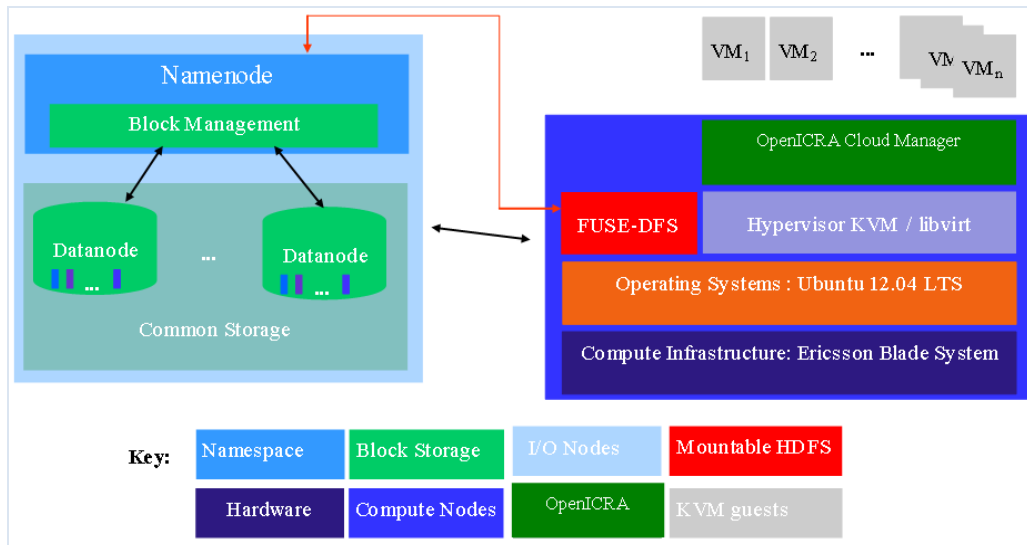 Namenode
Block Management
Datanode
...
Datanode
...
...
Common Storage
VM₁
VM₂
...
VM
VMₙ
OpenICRA Cloud Manager
FUSE-DFS
Hypervisor KVM / libvirt
Operating Systems : Ubuntu 12.04 LTS
Compute Infrastructure: Ericsson Blade System
Key:
Namespace
Block Storage
I/O Nodes
Mountable HDFS
Hardware
Compute Nodes
OpenICRA
KVM guests